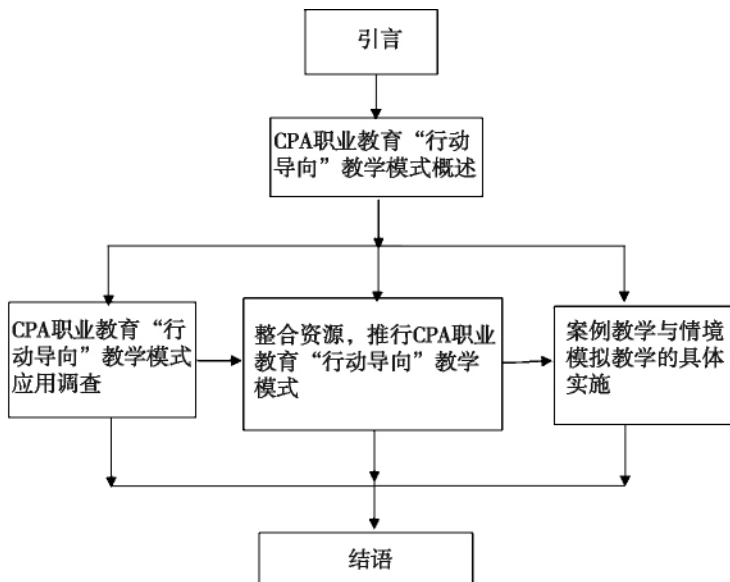 引言
CPA职业教育“行动
导向”教学模式概述
CPA职业教育“行
动导向”教学模式
应用调查
整合资源，推行CPA职业
教育“行动导向”教学
模式
案例教学与情境
模拟教学的具体
实施
结语